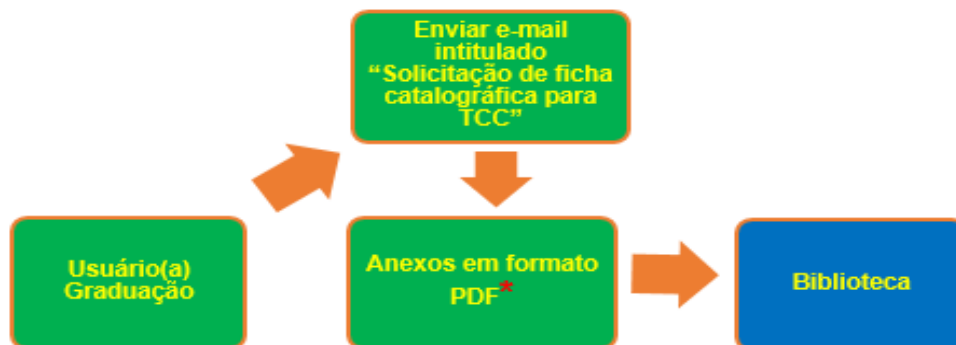 Enviar e-mail
intitulado
“Solicitação de ficha
catalográfica para
TCC”
Usuário(a)
Graduação
Anexos em formato
PDF*
Biblioteca